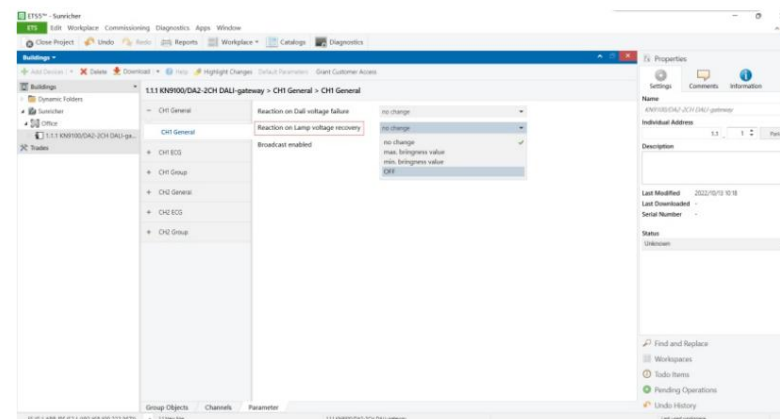 ETS5™ - Sunricher
ETS Edit Workplace Commissioning Diagnostics Apps Window
Close Project Undo Redo Reports Workplace Catalogs Diagnostics
Buildings
Add Devices Delete Download Help Highlight Changes Default Parameters Grant Customer Access
Buildings
Dynamic Folders
Sunricher
Office
1.1.1 KN9100/DA2-2CH DALI-ga...
Trades
1.1.1 KN9100/DA2-2CH DALI-gateway > CH1 General > CH1 General
CH1 General
CH1 General
CH1 ECG
CH1 Group
CH2 General
CH2 ECG
CH2 Group
Reaction on Dali voltage failure no change
Reaction on Lamp voltage recovery no change
Broadcast enabled
no change
max. bringness value
min. bringness value
OFF
Group Objects Channels Parameter
Properties
Settings Comments Information
Name
KN9100/DA2-2CH DALI-gateway
Individual Address
1.1 . 1
Description
Last Modified 2022/10/13 10:18
Last Downloaded -
Serial Number -
Status
Unknown
Find and Replace
Workspaces
Todo Items
Pending Operations
Undo History